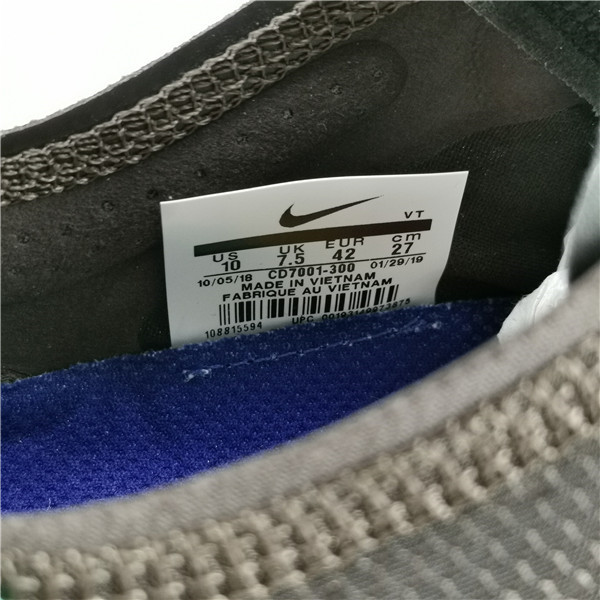 VT
US UK EUR cm
10 7.5 42 27
10/05/18 CD7001-300 01/29/19
MADE IN VIETNAM
FABRIQUE AU VIETNAM
108815594 UPC